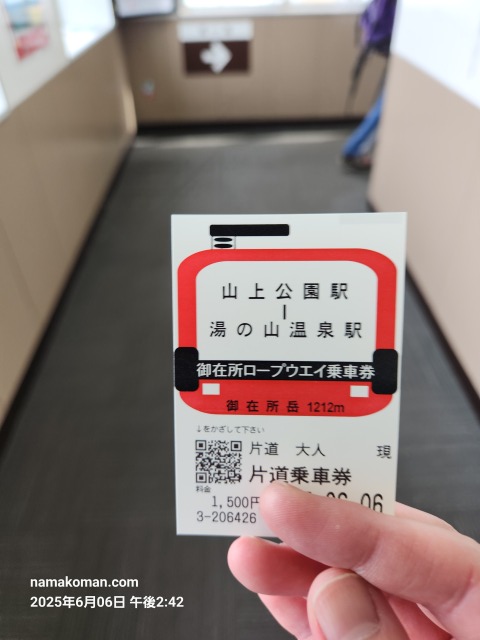 山上公園駅
|
湯の山温泉駅
御在所ロープウエイ乗車券
御在所岳 1212m
↓をかざして下さい
片道 大人 現
片道乗車券
料金
1,500円
06
3-206426
namakoman.com
2025年6月06日 午後2:42